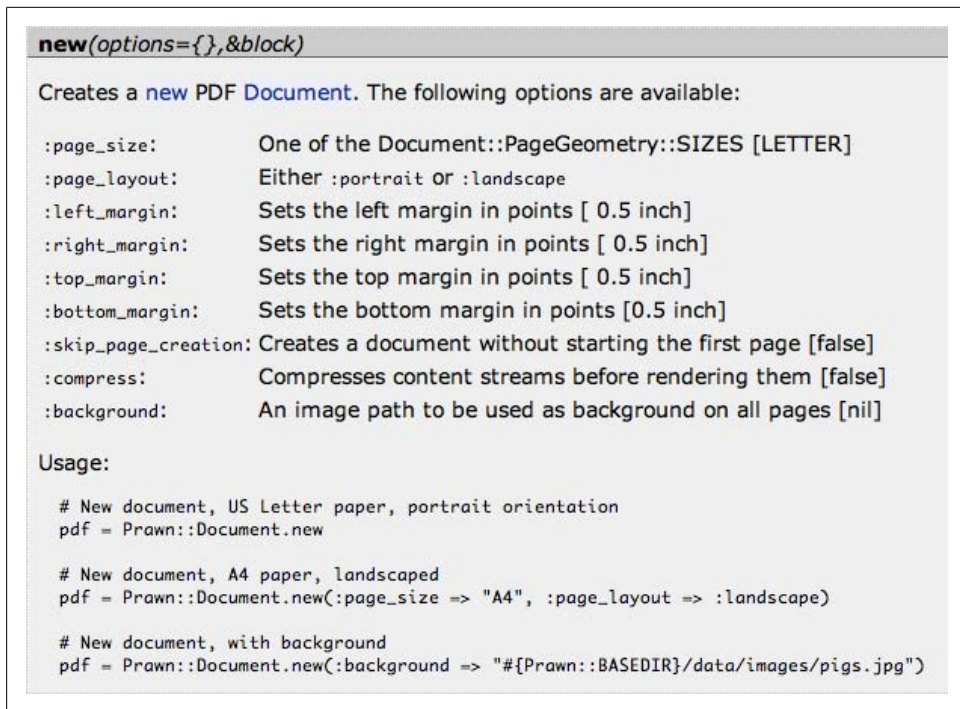 new(options={},&block)
Creates a new PDF Document. The following options are available:
:page_size: One of the Document::PageGeometry::SIZES [LETTER]
:page_layout: Either :portrait or :landscape
:left_margin: Sets the left margin in points [ 0.5 inch]
:right_margin: Sets the right margin in points [ 0.5 inch]
:top_margin: Sets the top margin in points [ 0.5 inch]
:bottom_margin: Sets the bottom margin in points [0.5 inch]
:skip_page_creation: Creates a document without starting the first page [false]
:compress: Compresses content streams before rendering them [false]
:background: An image path to be used as background on all pages [nil]
Usage:
# New document, US Letter paper, portrait orientation
pdf = Prawn::Document.new
# New document, A4 paper, landscaped
pdf = Prawn::Document.new(:page_size => "A4", :page_layout => :landscape)
# New document, with background
pdf = Prawn::Document.new(:background => "#{Prawn::BASEDIR}/data/images/pigs.jpg")